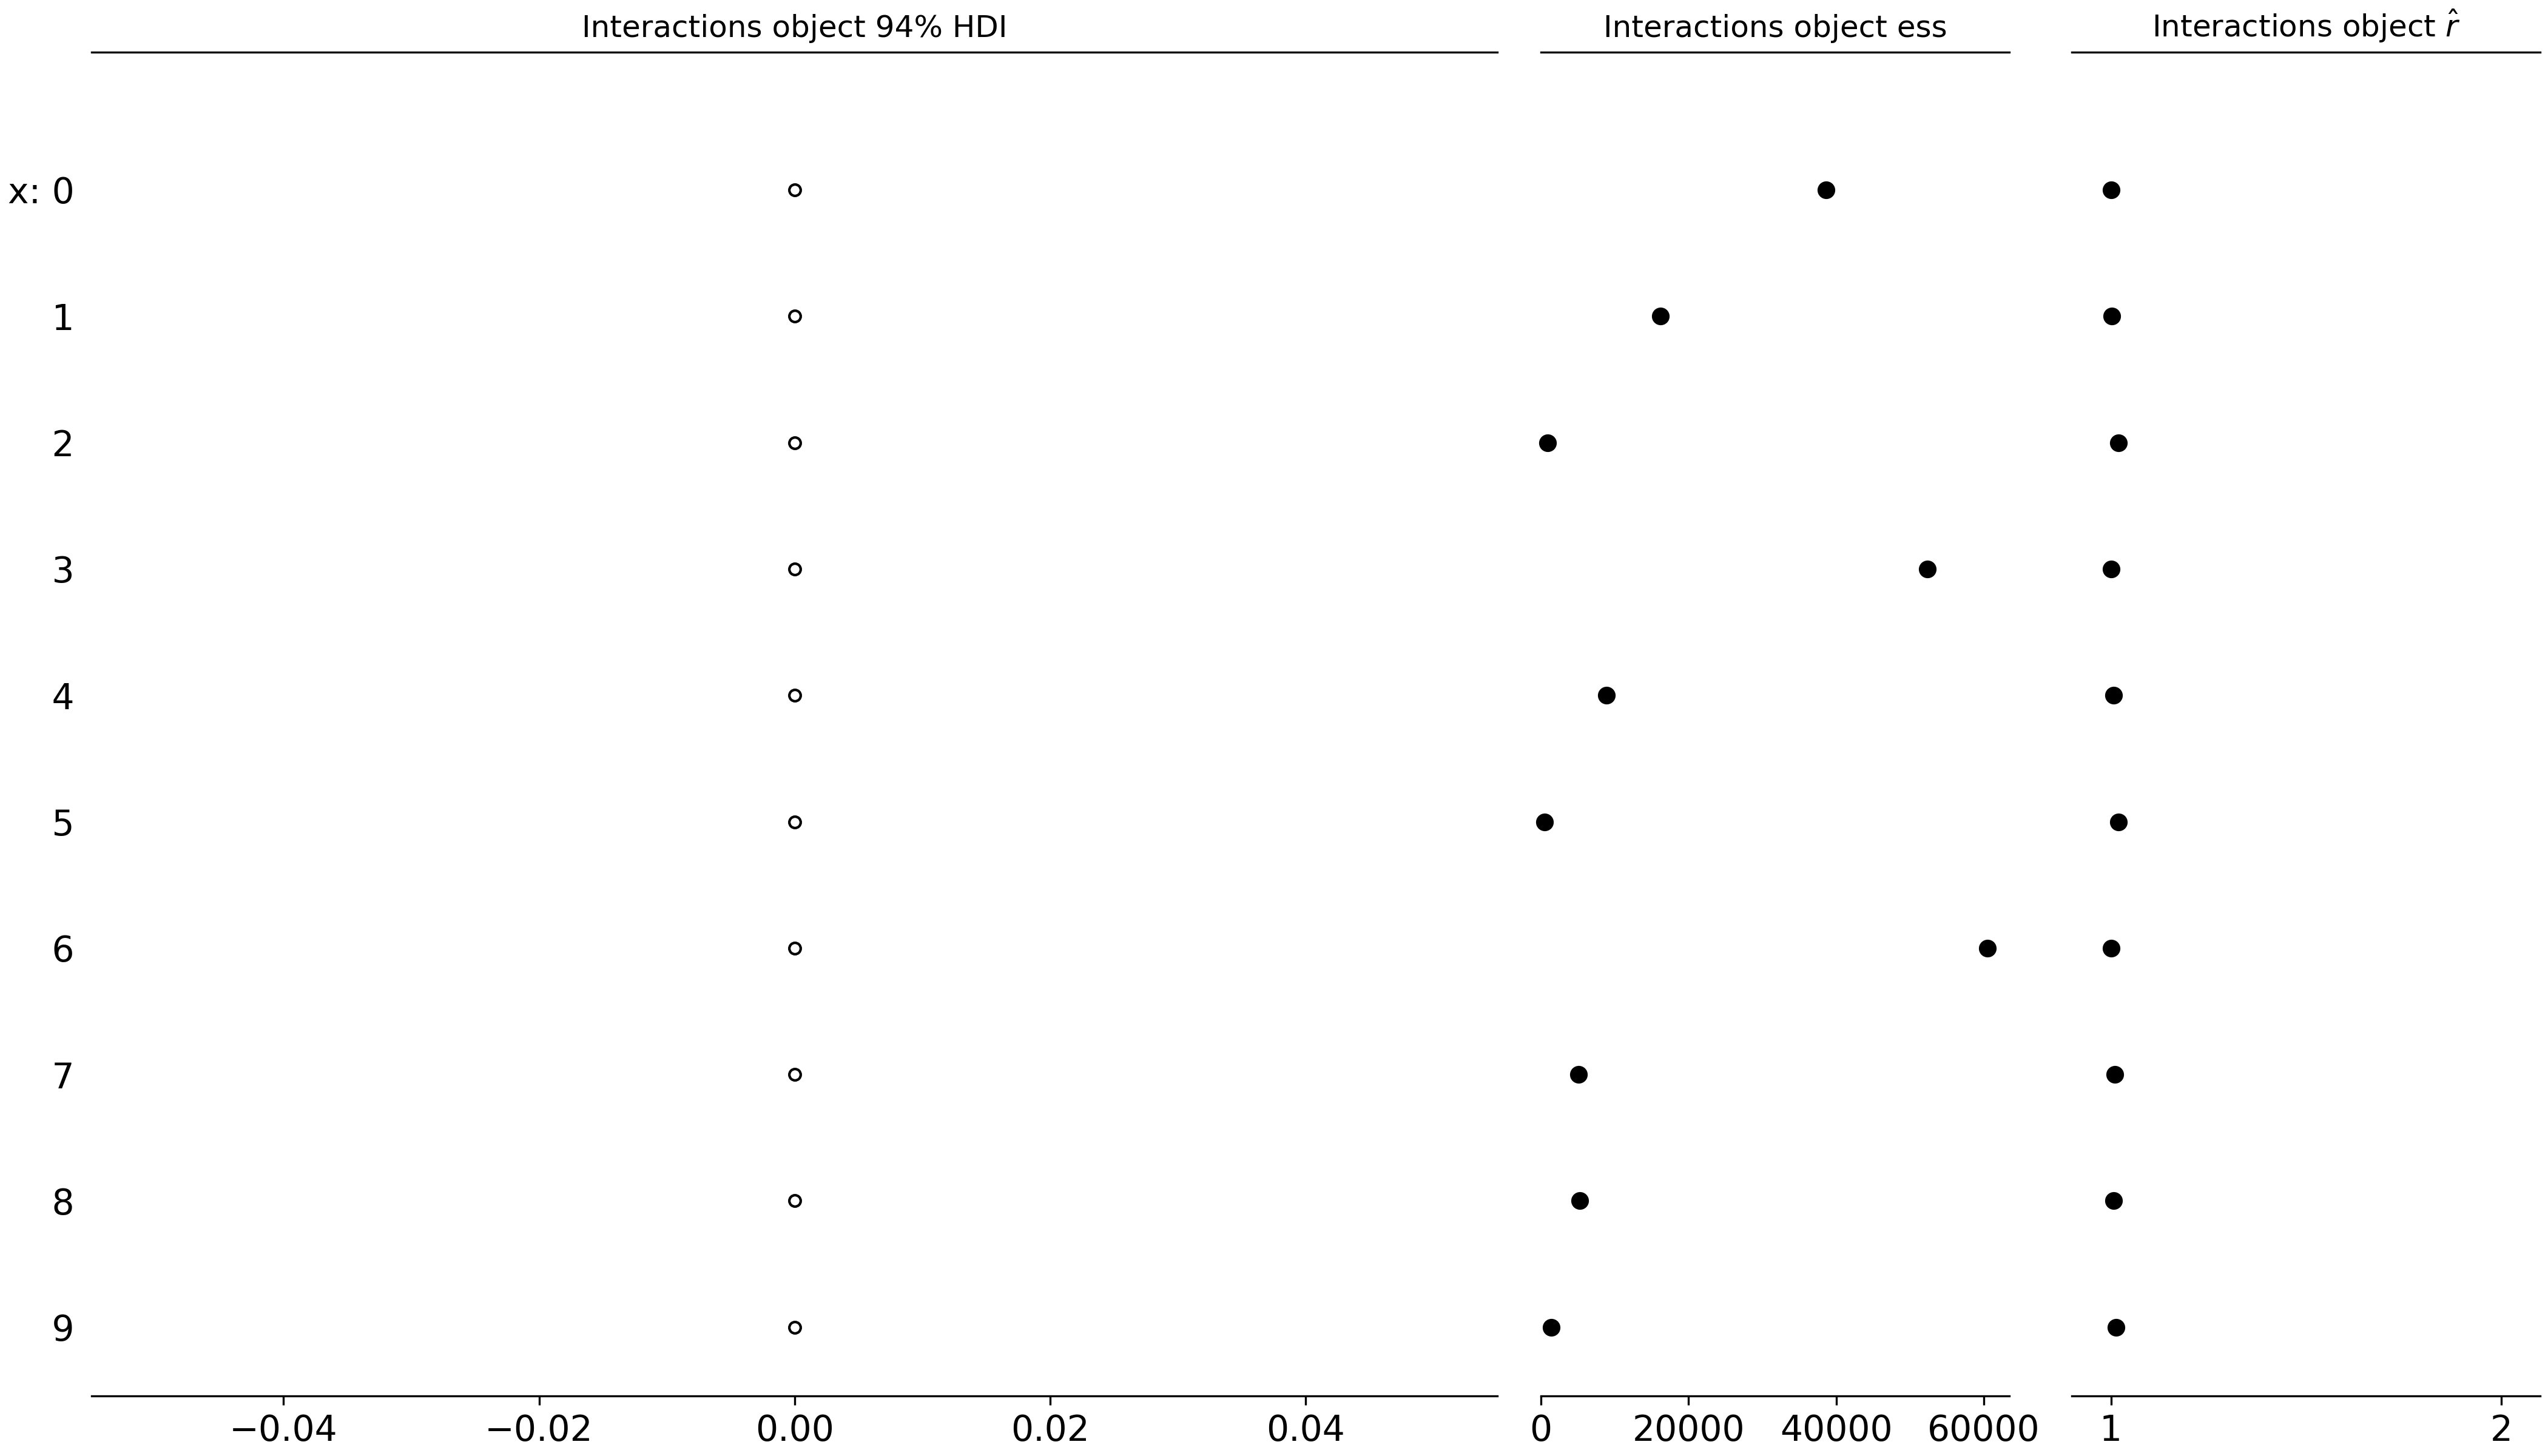 Interactions object 94% HDI
Interactions object ess
Interactions object r̂
x: 0
1
2
3
4
5
6
7
8
9
−0.04 −0.02 0.00 0.02 0.04
0 20000 40000 60000
1 2